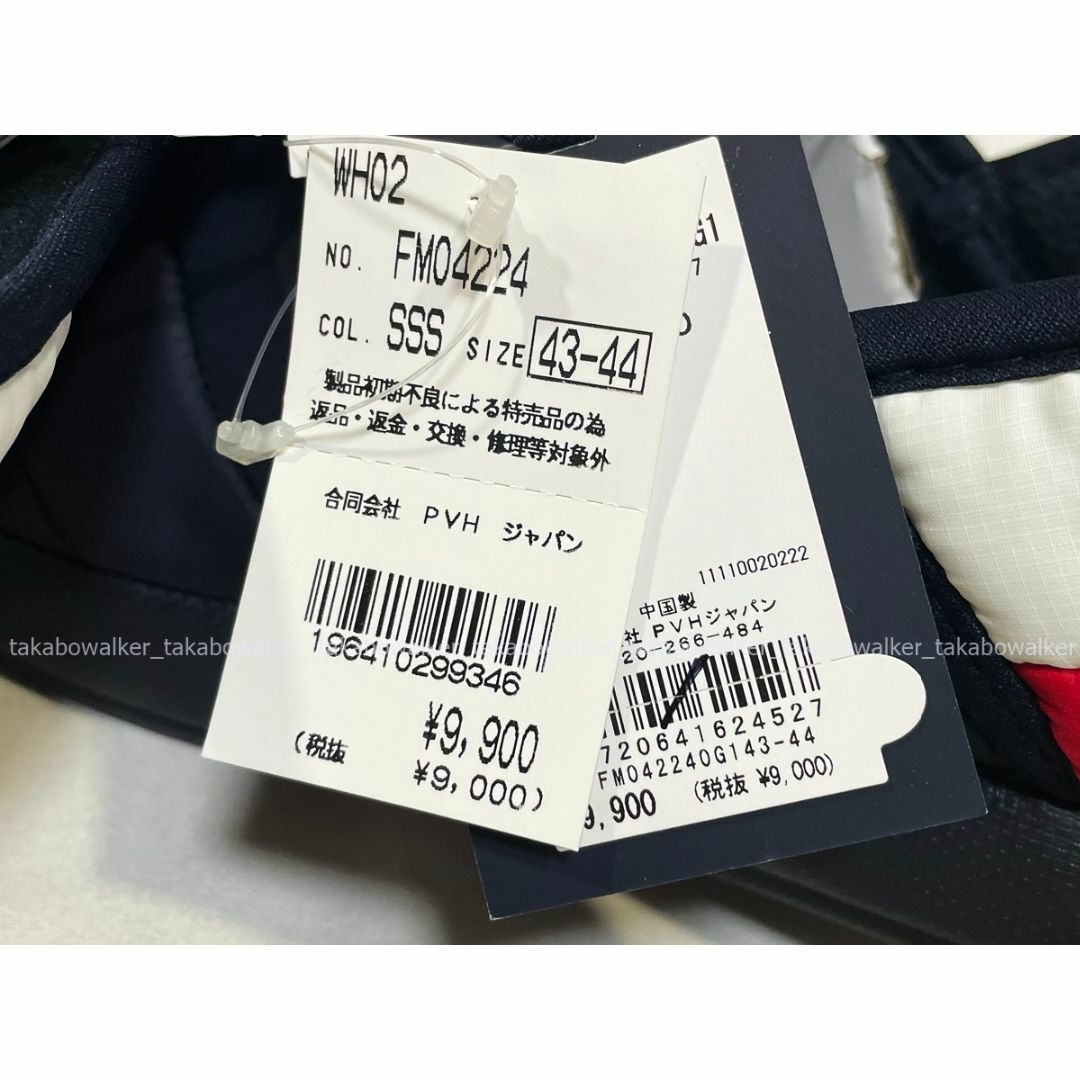 WH02
NO. FM04224
COL. SSS SIZE 43-44
製品初期不良による特売品の為
返品・返金・交換・修理等対象外
合同会社 PVH ジャパン
196410299346
¥9,900
(税抜 ¥9,000)
G1
11110020222
中国製
社 PVHジャパン
20-266-484
720641624527
FM042240G143-44
9,900 (税抜 ¥9,000)
takabowalker_takabowalker_takabowalker_takabowalker_takabowalker_takabowalker_takabowalker